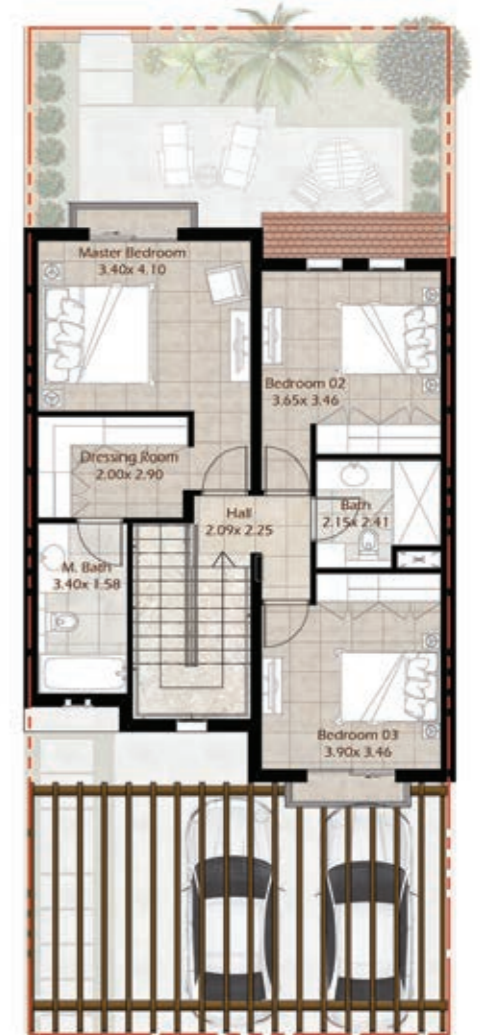 Master Bedroom
3.40x 4.10
Bedroom 02
3.65x 3.46
Dressing Room
2.00x 2.90
Hall
2.09x 2.25
Bath
2.15x 2.41
M. Bath
3.40x 1.58
Bedroom 03
3.90x 3.46